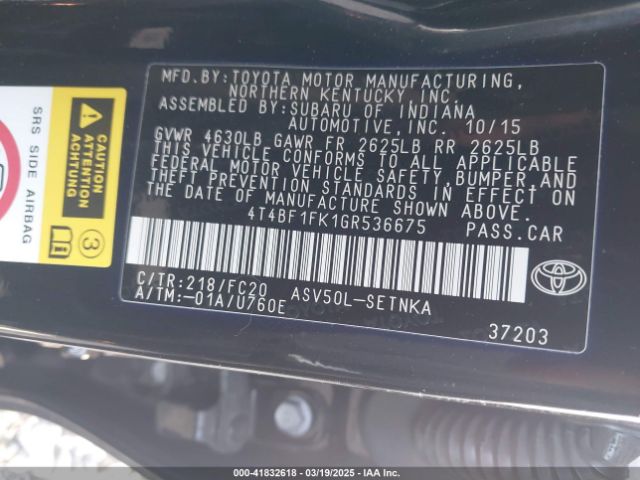 MFD.BY: TOYOTA MOTOR MANUFACTURING,
NORTHERN KENTUCKY, INC.
ASSEMBLED BY: SUBARU OF INDIANA
AUTOMOTIVE, INC. 10/15
GVWR 4630LB GAWR FR 2625LB RR 2625LB
THIS VEHICLE CONFORMS TO ALL APPLICABLE
FEDERAL MOTOR VEHICLE SAFETY, BUMPER, AND
THEFT PREVENTION STANDARDS IN EFFECT ON
THE DATE OF MANUFACTURE SHOWN ABOVE.
4T4BF1FK1GR536675 PASS.CAR
C/TR:218/FC20 ASV50L-SETNKA
A/TM:-01A/U760E
37203
TOYOTA
SRS SIDE AIRBAG
CAUTION
ATTENTION
ACHTUNG
3
000-41832618 - 03/19/2025 - IAA Inc.